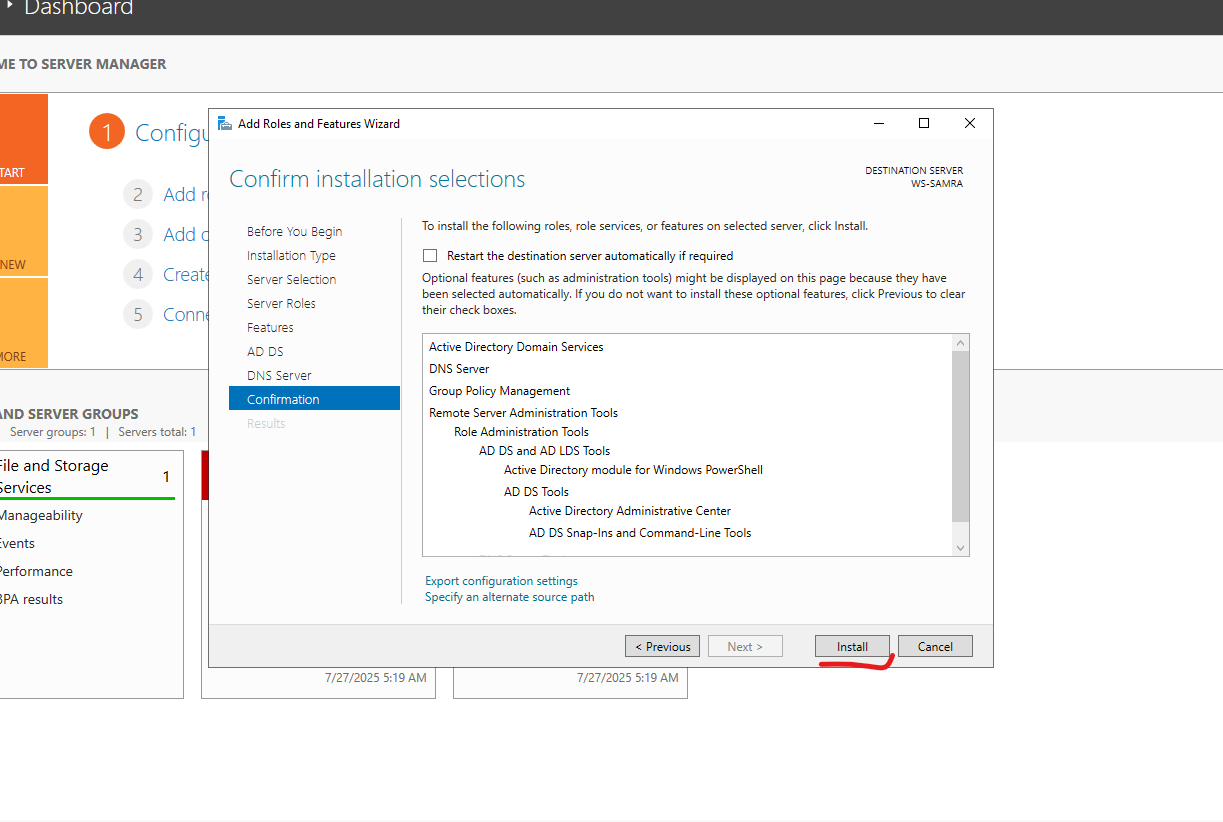 Dashboard
ME TO SERVER MANAGER
1 Configu
TART
2 Add r
3 Add o
NEW
4 Create
5 Conne
MORE
AND SERVER GROUPS
Server groups: 1 | Servers total: 1
File and Storage
Services
1
Manageability
Events
Performance
BPA results
Add Roles and Features Wizard
Confirm installation selections
DESTINATION SERVER
WS-SAMRA
Before You Begin
Installation Type
Server Selection
Server Roles
Features
AD DS
DNS Server
Confirmation
Results
To install the following roles, role services, or features on selected server, click Install.
Restart the destination server automatically if required
Optional features (such as administration tools) might be displayed on this page because they have
been selected automatically. If you do not want to install these optional features, click Previous to clear
their check boxes.
Active Directory Domain Services
DNS Server
Group Policy Management
Remote Server Administration Tools
Role Administration Tools
AD DS and AD LDS Tools
Active Directory module for Windows PowerShell
AD DS Tools
Active Directory Administrative Center
AD DS Snap-Ins and Command-Line Tools
Export configuration settings
Specify an alternate source path
< Previous
Next >
Install
Cancel
7/27/2025 5:19 AM
7/27/2025 5:19 AM